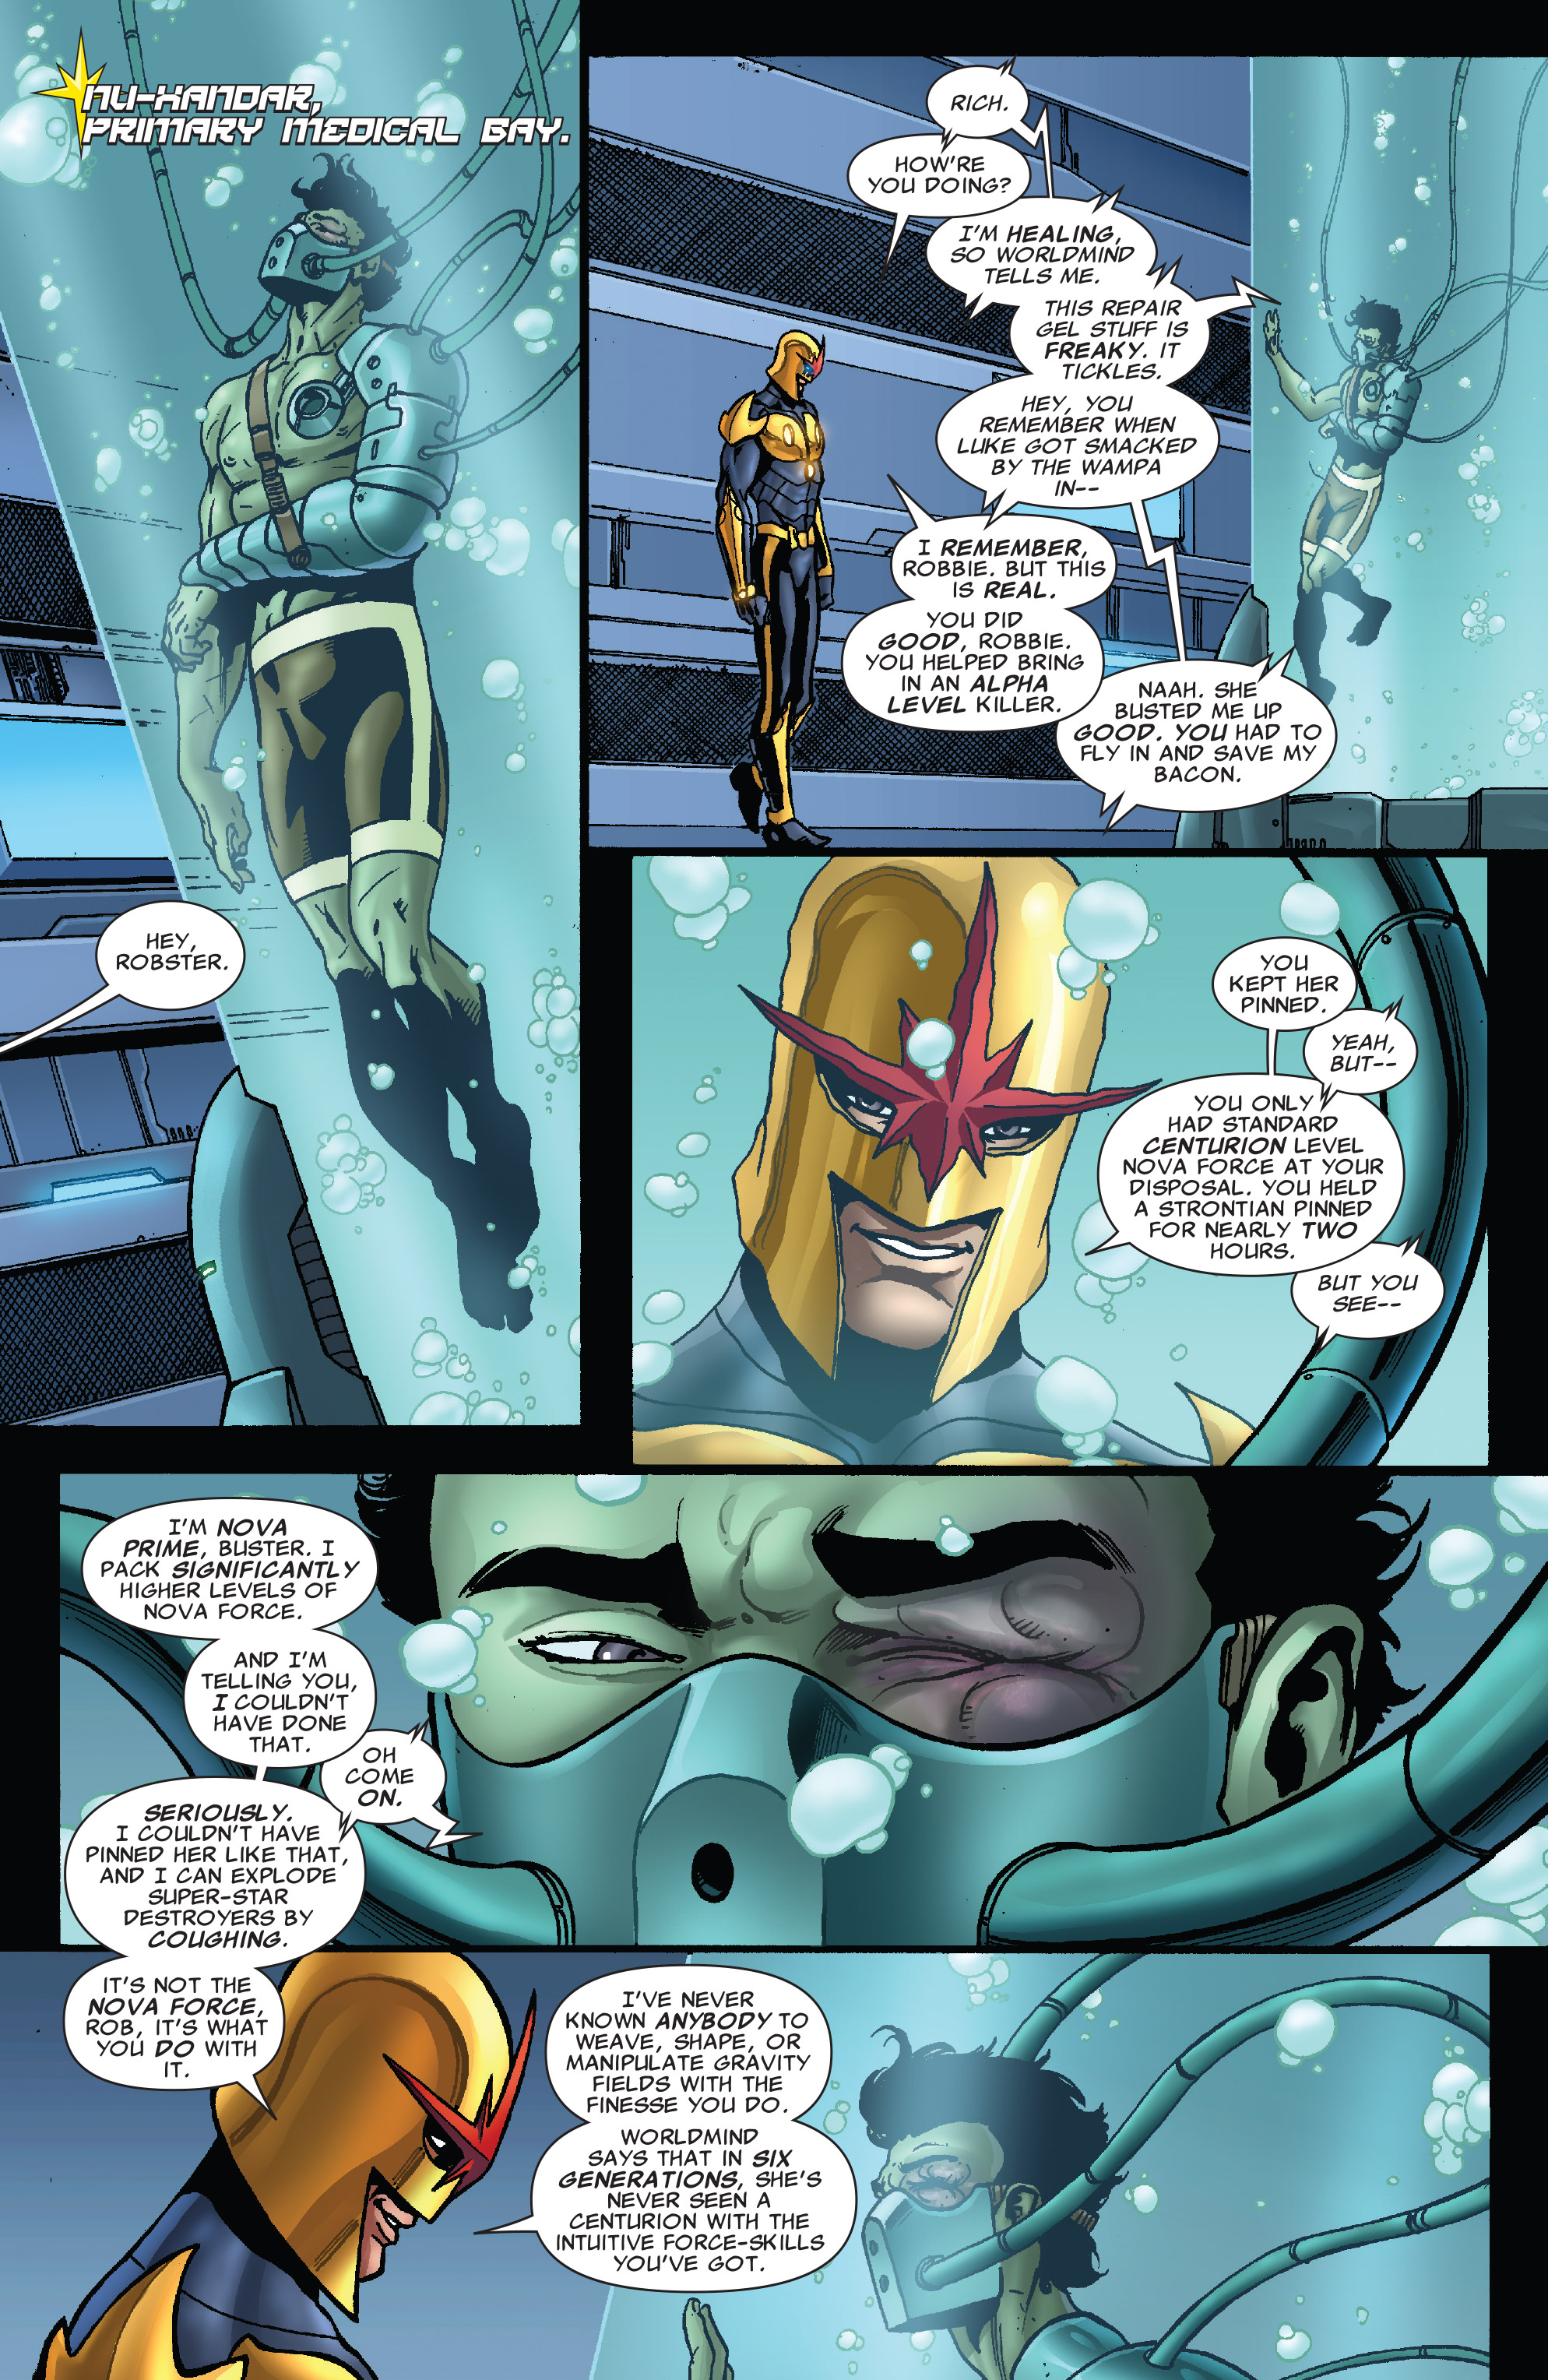 NU-XANDAR,
PRIMARY MEDICAL BAY.
HEY,
ROBSTER.
RICH.
HOW'RE
YOU DOING?
I'M HEALING,
SO WORLDMIND
TELLS ME.
THIS REPAIR
GEL STUFF IS
FREAKY. IT
TICKLES.
HEY, YOU
REMEMBER WHEN
LUKE GOT SMACKED
BY THE WAMPA
IN--
I REMEMBER,
ROBBIE. BUT THIS
IS REAL.
YOU DID
GOOD, ROBBIE.
YOU HELPED BRING
IN AN ALPHA
LEVEL KILLER.
NAAH. SHE
BUSTED ME UP
GOOD. YOU HAD TO
FLY IN AND SAVE MY
BACON.
YOU
KEPT HER
PINNED.
YEAH,
BUT--
YOU ONLY
HAD STANDARD
CENTURION LEVEL
NOVA FORCE AT YOUR
DISPOSAL. YOU HELD
A STRONTIAN PINNED
FOR NEARLY TWO
HOURS.
BUT YOU
SEE--
I'M NOVA
PRIME, BUSTER. I
PACK SIGNIFICANTLY
HIGHER LEVELS OF
NOVA FORCE.
AND I'M
TELLING YOU,
I COULDN'T
HAVE DONE
THAT.
OH
COME
ON.
SERIOUSLY.
I COULDN'T HAVE
PINNED HER LIKE THAT,
AND I CAN EXPLODE
SUPER-STAR
DESTROYERS BY
COUGHING.
IT'S NOT THE
NOVA FORCE,
ROB, IT'S WHAT
YOU DO WITH
IT.
I'VE NEVER
KNOWN ANYBODY TO
WEAVE, SHAPE, OR
MANIPULATE GRAVITY
FIELDS WITH THE
FINESSE YOU DO.
WORLDMIND
SAYS THAT IN SIX
GENERATIONS, SHE'S
NEVER SEEN A
CENTURION WITH THE
INTUITIVE FORCE-SKILLS
YOU'VE GOT.